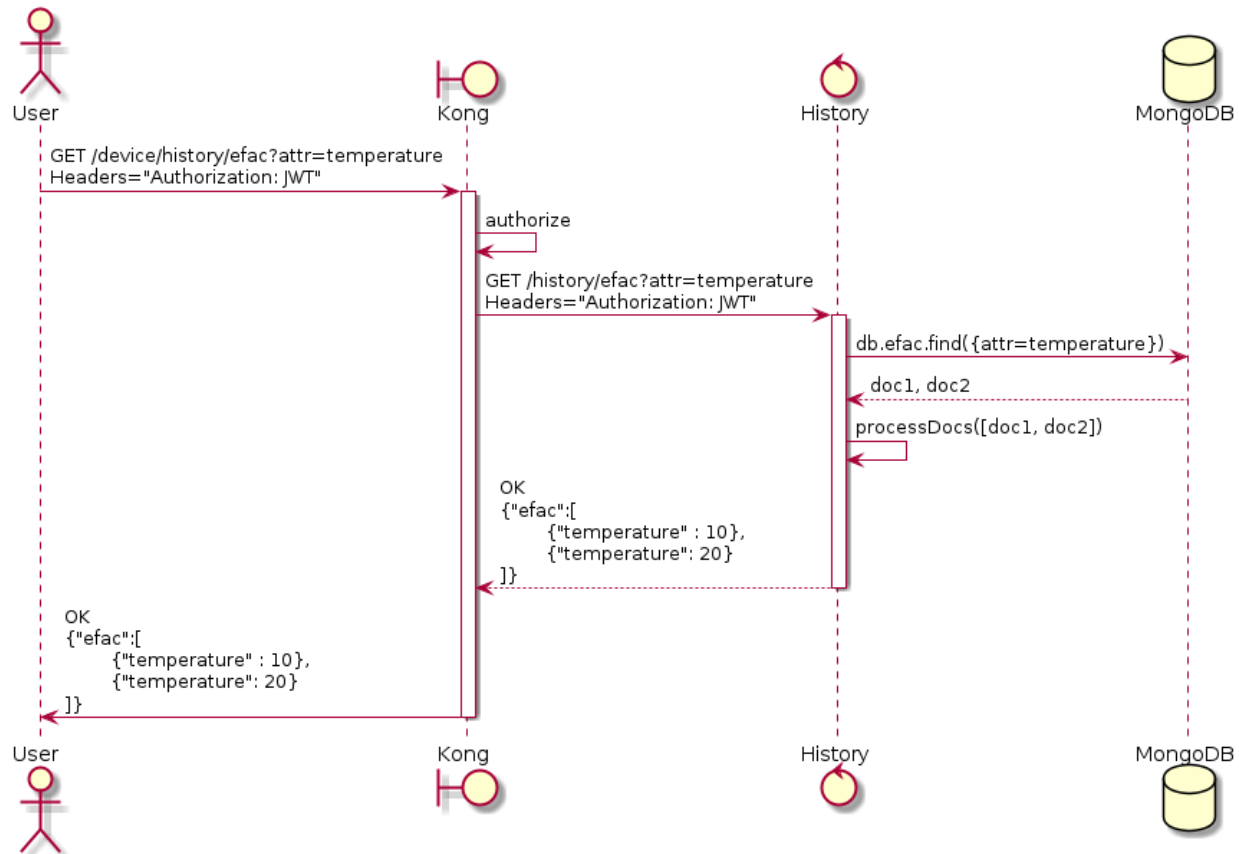 User
Kong
History
MongoDB
GET /device/history/efac?attr=temperature
Headers="Authorization: JWT"
authorize
GET /history/efac?attr=temperature
Headers="Authorization: JWT"
db.efac.find({attr=temperature})
doc1, doc2
processDocs([doc1, doc2])
OK
{"efac":[
{"temperature" : 10},
{"temperature": 20}
]}
OK
{"efac":[
{"temperature" : 10},
{"temperature": 20}
]}
User
Kong
History
MongoDB